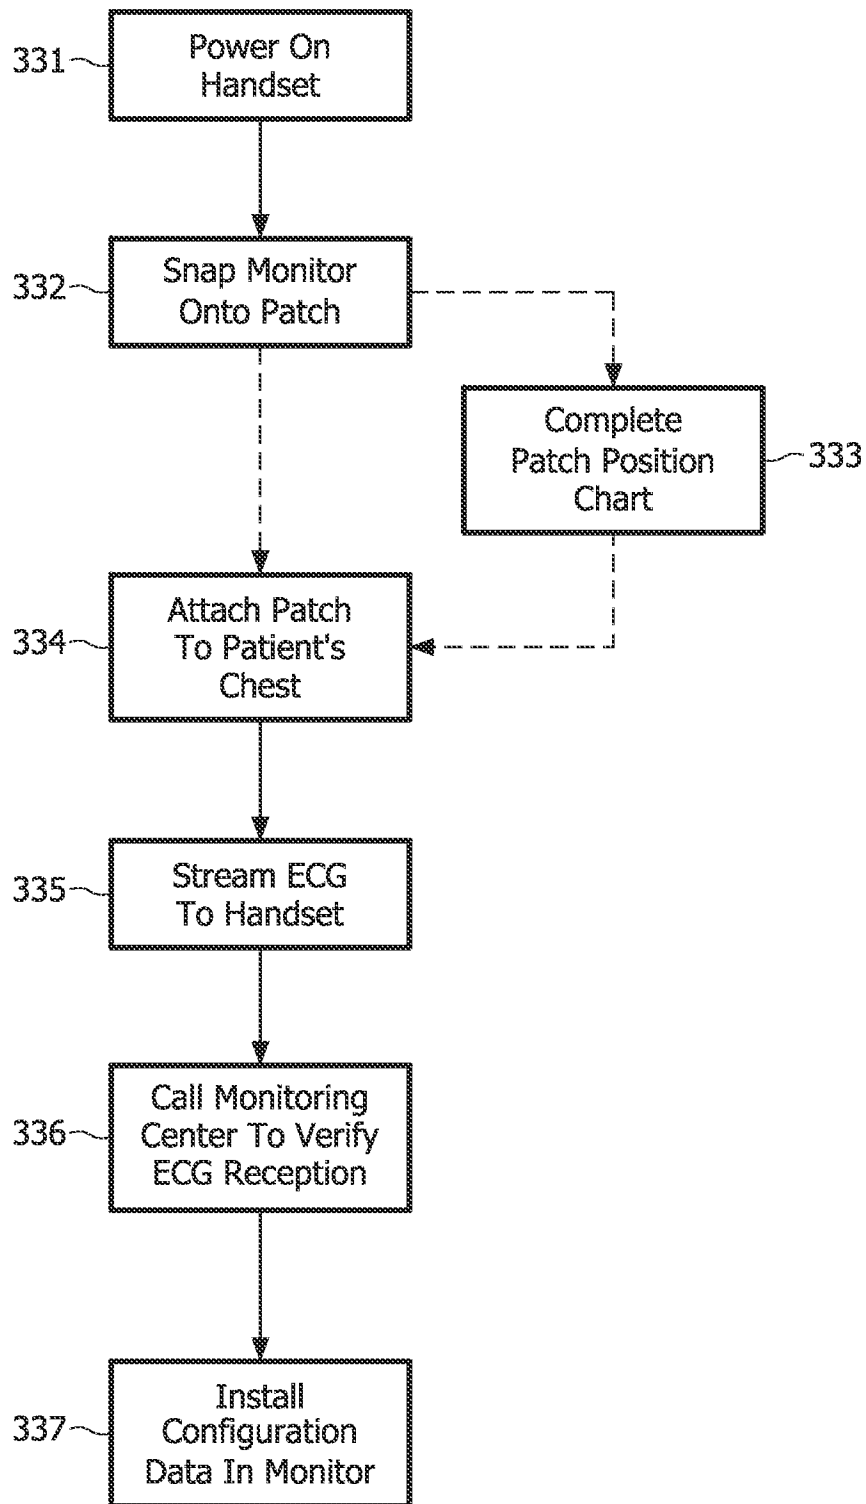 331
Power On
Handset
332
Snap Monitor
Onto Patch
Complete
Patch Position
Chart
333
334
Attach Patch
To Patient's
Chest
335
Stream ECG
To Handset
336
Call Monitoring
Center To Verify
ECG Reception
337
Install
Configuration
Data In Monitor